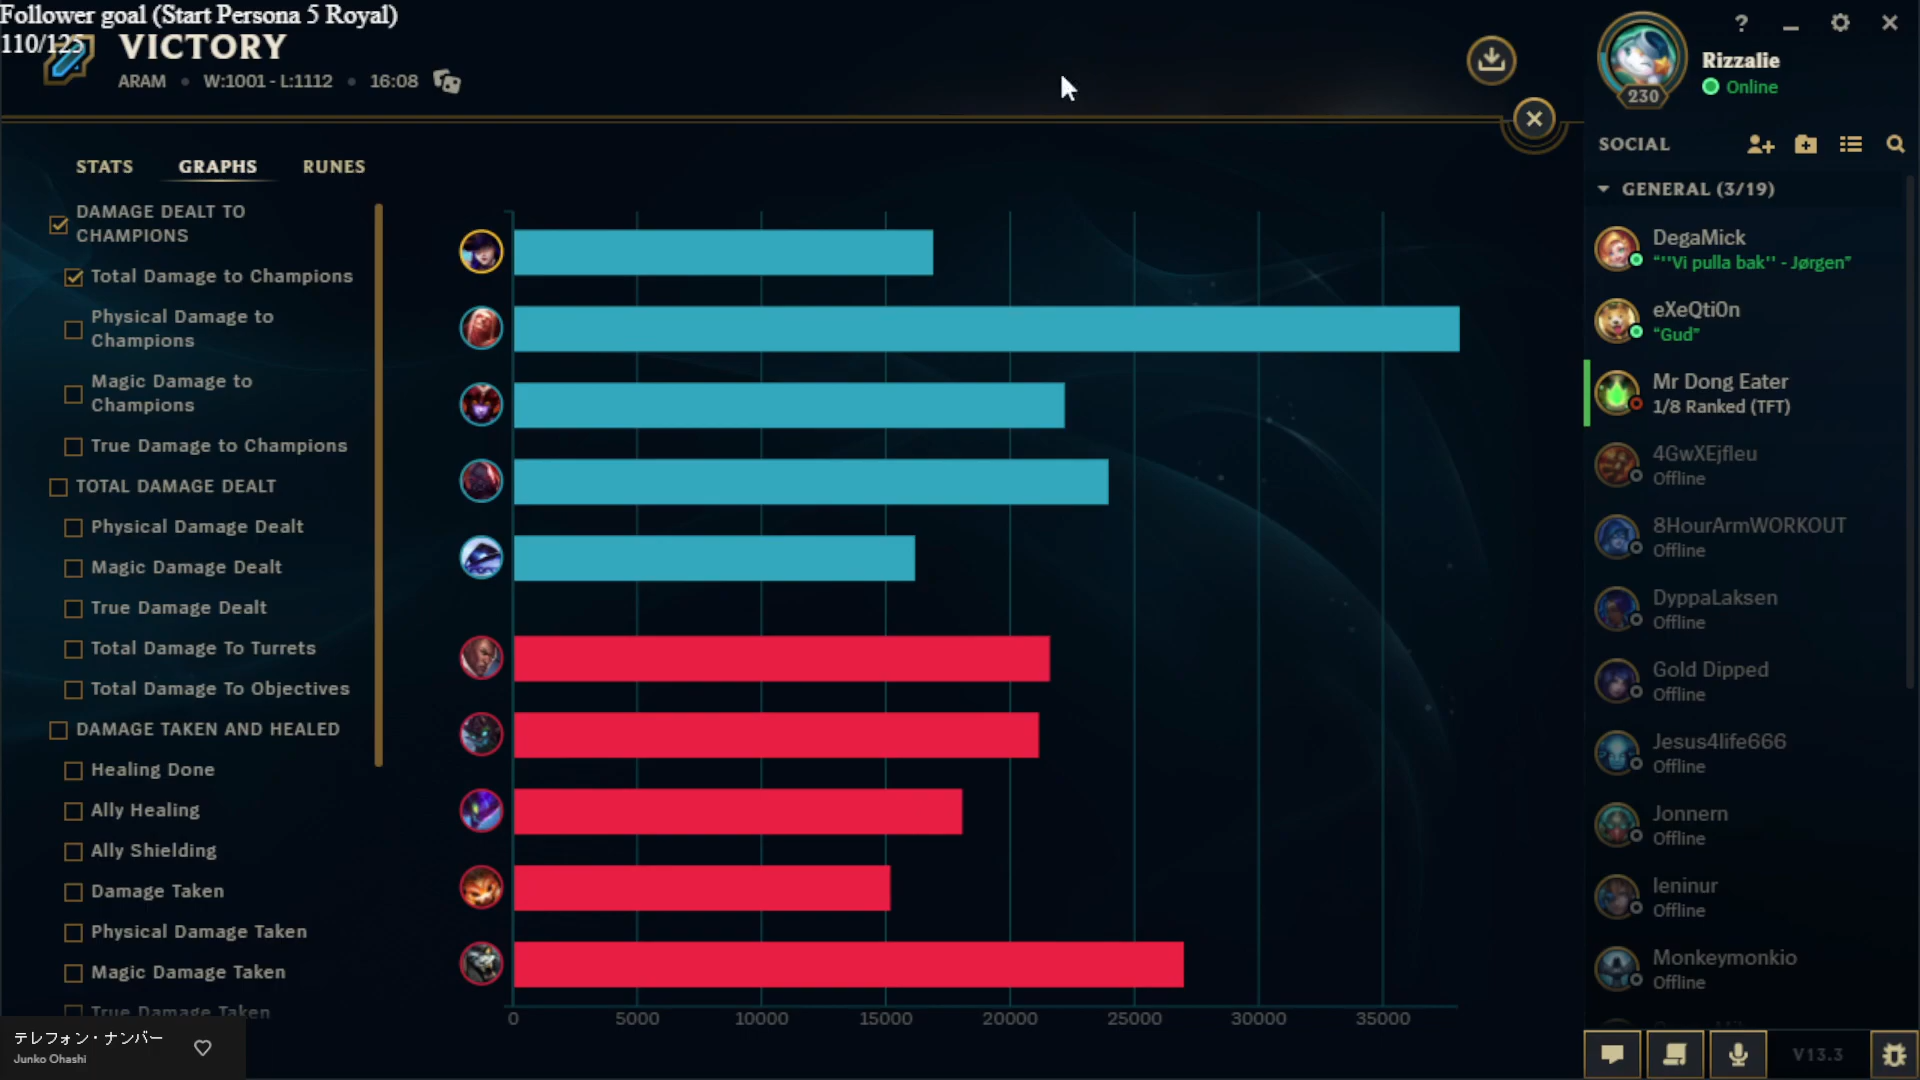 Follower goal (Start Persona 5 Royal)
110/125
VICTORY
ARAM • W:1001 - L:1112 • 16:08
STATS
GRAPHS
RUNES
DAMAGE DEALT TO
CHAMPIONS
Total Damage to Champions
Physical Damage to
Champions
Magic Damage to
Champions
True Damage to Champions
TOTAL DAMAGE DEALT
Physical Damage Dealt
Magic Damage Dealt
True Damage Dealt
Total Damage To Turrets
Total Damage To Objectives
DAMAGE TAKEN AND HEALED
Healing Done
Ally Healing
Ally Shielding
Damage Taken
Physical Damage Taken
Magic Damage Taken
True Damage Taken
テレフォン・ナンバー
Junko Ohashi
0
5000
10000
15000
20000
25000
30000
35000
230
Rizzalie
Online
SOCIAL
GENERAL (3/19)
DegaMick
“''Vi pulla bak'' - Jørgen”
eXeQti0n
“Gud”
Mr Dong Eater
1/8 Ranked (TFT)
4GwXEjfleu
Offline
8HourArmWORKOUT
Offline
DyppaLaksen
Offline
Gold Dipped
Offline
Jesus4life666
Offline
Jonnern
Offline
leninur
Offline
Monkeymonkio
Offline
V13.3